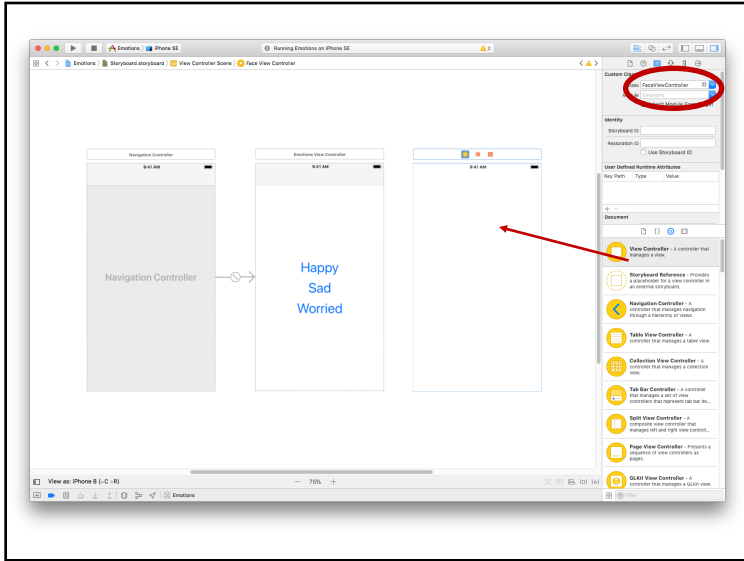 Emotions
iPhone SE
Running Emotions on iPhone SE
2
Emotions
Storyboard.storyboard
View Controller Scene
Face View Controller
Custom Class
Class FaceViewController
Module Emotions
Identity
Storyboard ID
Restoration ID
Use Storyboard ID
User Defined Runtime Attributes
Key Path Type Value
Document
Navigation Controller
9:41 AM
Navigation Controller
Emotions View Controller
9:41 AM
Happy
Sad
Worried
9:41 AM
View Controller - A controller that
manages a view.
Storyboard Reference - Provides
a placeholder for a view controller in
an external storyboard.
Navigation Controller - A
controller that manages navigation
through a hierarchy of views.
Table View Controller - A
controller that manages a table view.
Collection View Controller - A
controller that manages a collection
view.
Tab Bar Controller - A controller
that manages a set of view
controllers that represent tab bar ite...
Split View Controller - A
composite view controller that
manages left and right view controll...
Page View Controller - Presents a
sequence of view controllers as
pages.
GLKit View Controller - A
controller that manages a GLKit view.
View as: iPhone 8 (wC hR)
75%
Emotions
Filter